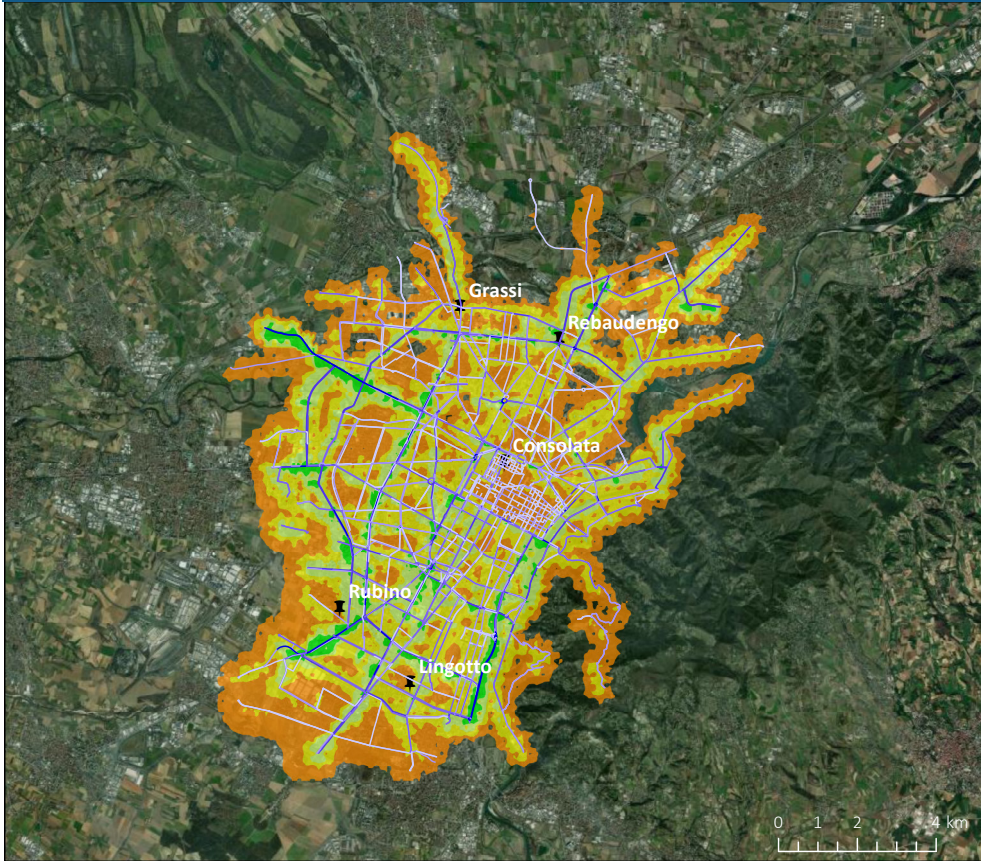 Grassi
Rebaudengo
Consolata
Rubino
Lingotto
0 1 2 4 km